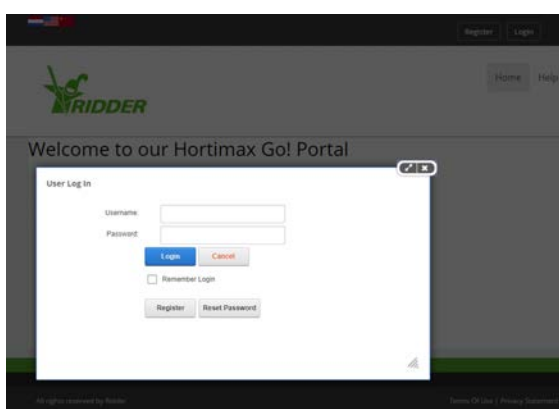 Register Login
RIDDER
Home Help
Welcome to our Hortimax Go! Portal
User Log In
Username:
Password:
Login Cancel
Remember Login
Register Reset Password
All rights reserved by Ridder
Terms Of Use | Privacy Statement